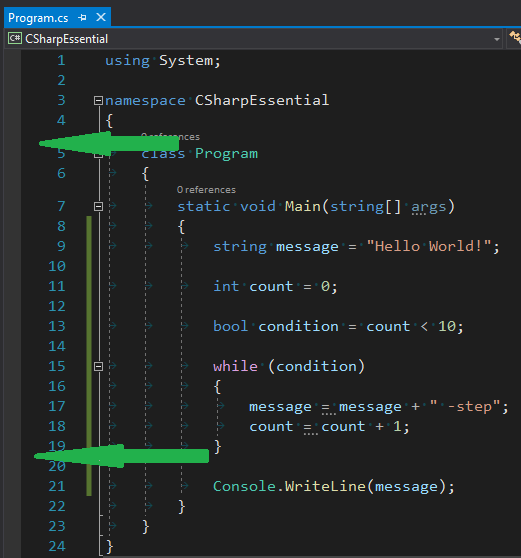 Program.cs
C# CSharpEssential
1 using System;
2
3 namespace CSharpEssential
4 {
0 references
5 class Program
6 {
0 references
7 static void Main(string[] args)
8 {
9 string message = "Hello World!";
10
11 int count = 0;
12
13 bool condition = count < 10;
14
15 while (condition)
16 {
17 message = message + " -step";
18 count = count + 1;
19 }
20
21 Console.WriteLine(message);
22 }
23 }
24 }